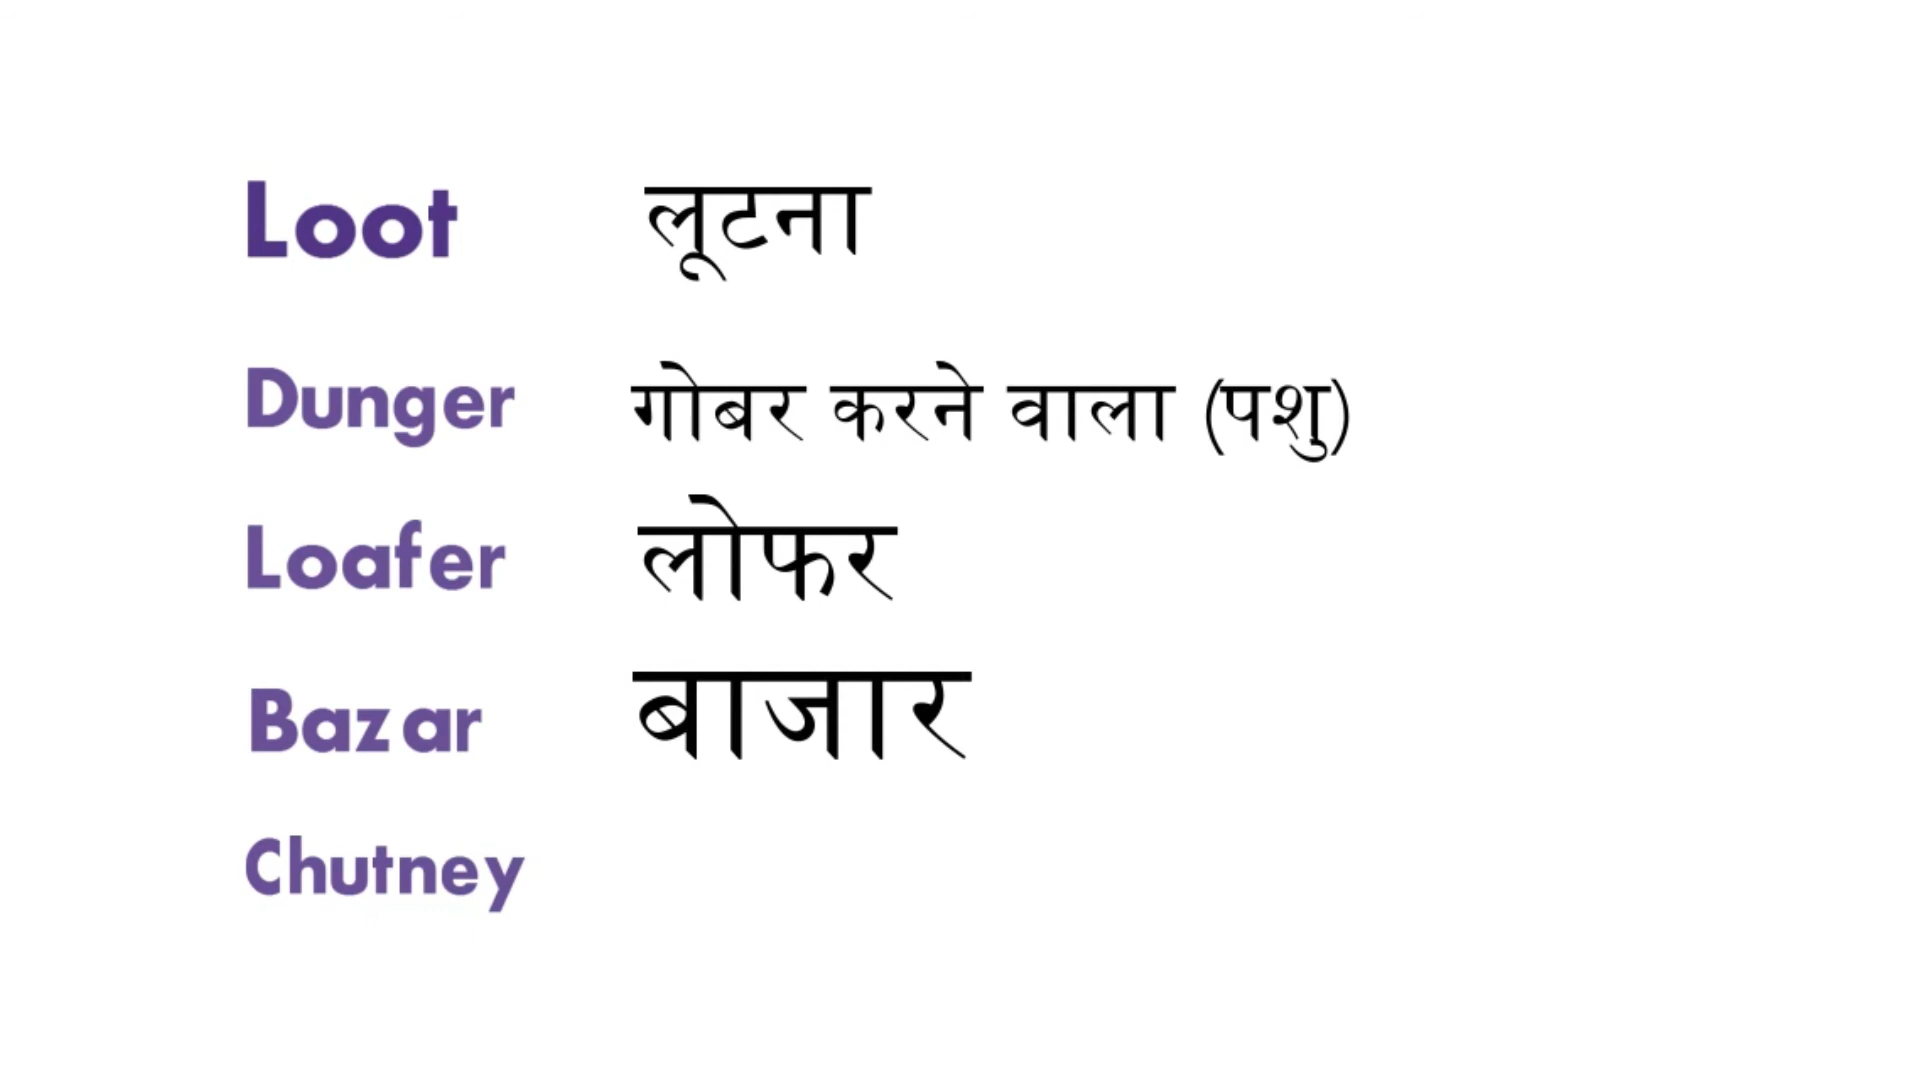 Loot लूटना
Dunger गोबर करने वाला (पशु)
Loafer लोफर
Bazar बाजार
Chutney